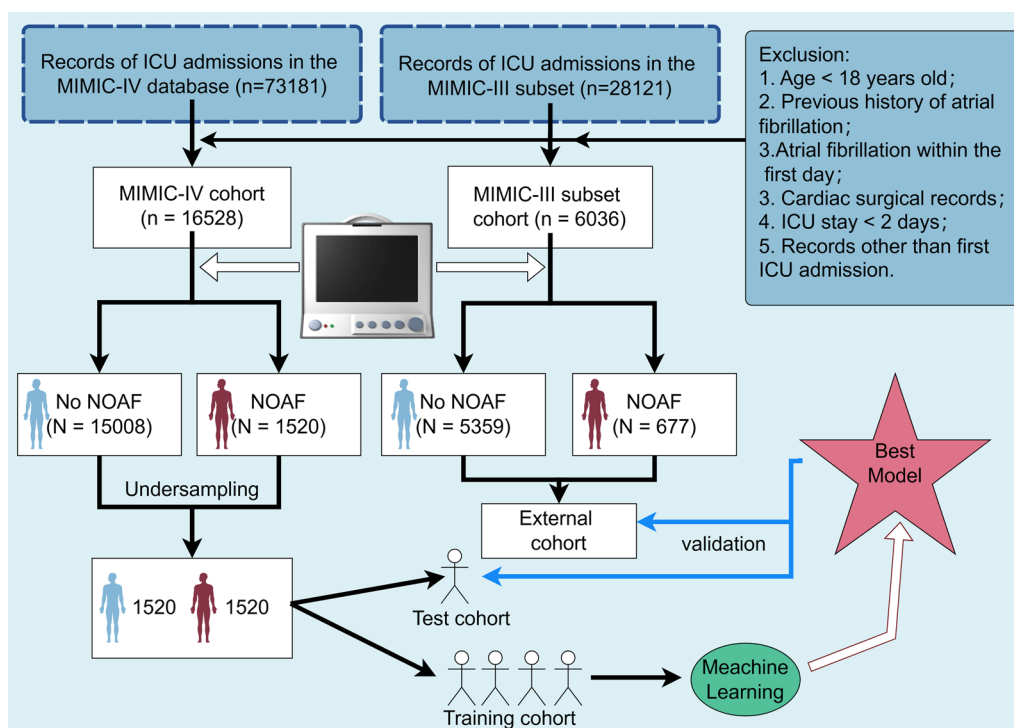 Records of ICU admissions in the
MIMIC-IV database (n=73181)
Records of ICU admissions in the
MIMIC-III subset (n=28121)
Exclusion:
1. Age < 18 years old;
2. Previous history of atrial
fibrillation;
3.Atrial fibrillation within the
first day;
3. Cardiac surgical records;
4. ICU stay < 2 days;
5. Records other than first
ICU admission.
MIMIC-IV cohort
(n = 16528)
MIMIC-III subset
cohort (n = 6036)
No NOAF
(N = 15008)
NOAF
(N = 1520)
No NOAF
(N = 5359)
NOAF
(N = 677)
Best
Model
Undersampling
External
cohort
validation
1520
1520
Test cohort
Meachine
Learning
Training cohort